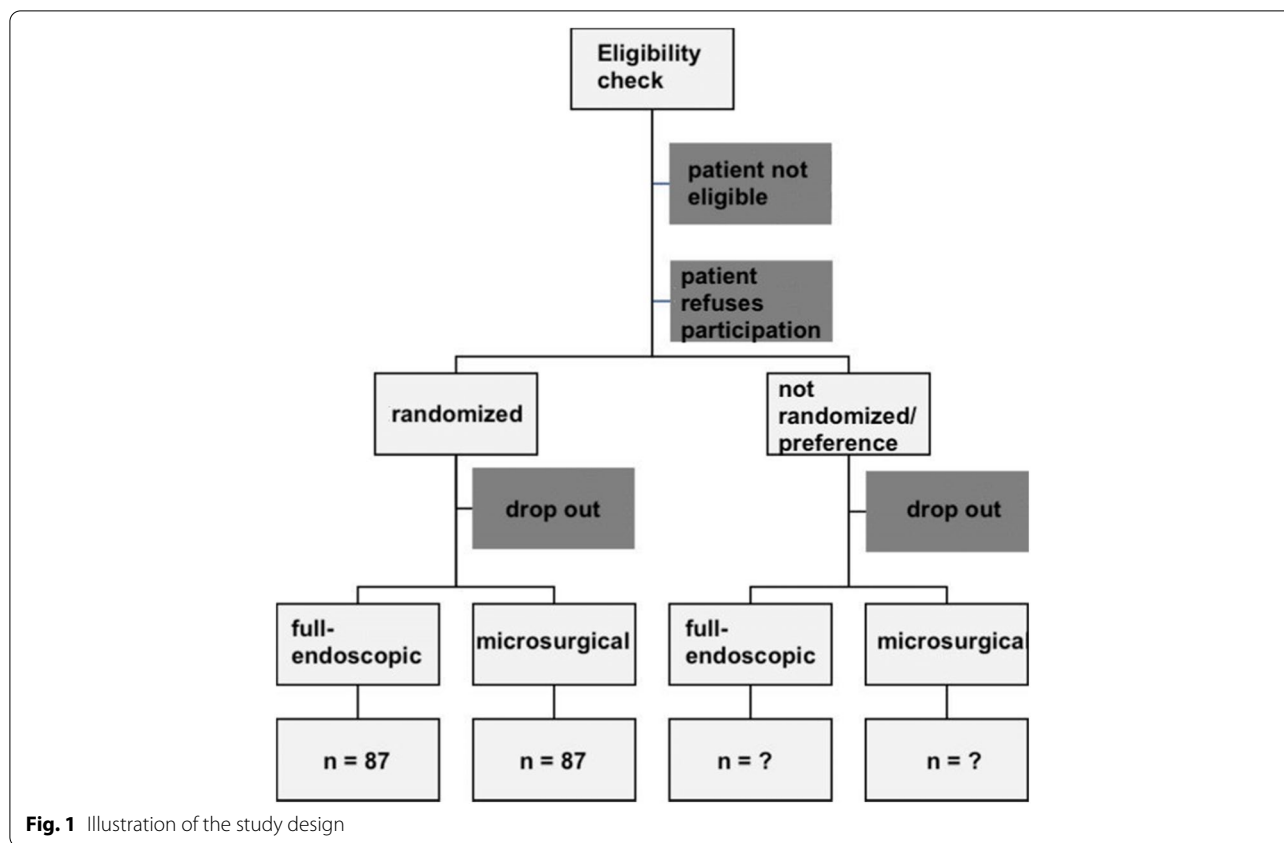 Eligibility
check
patient not
eligible
patient
refuses
participation
randomized
not
randomized/
preference
drop out
drop out
full-
endoscopic
microsurgical
full-
endoscopic
microsurgical
n = 87
n = 87
n = ?
n = ?
Fig. 1 Illustration of the study design